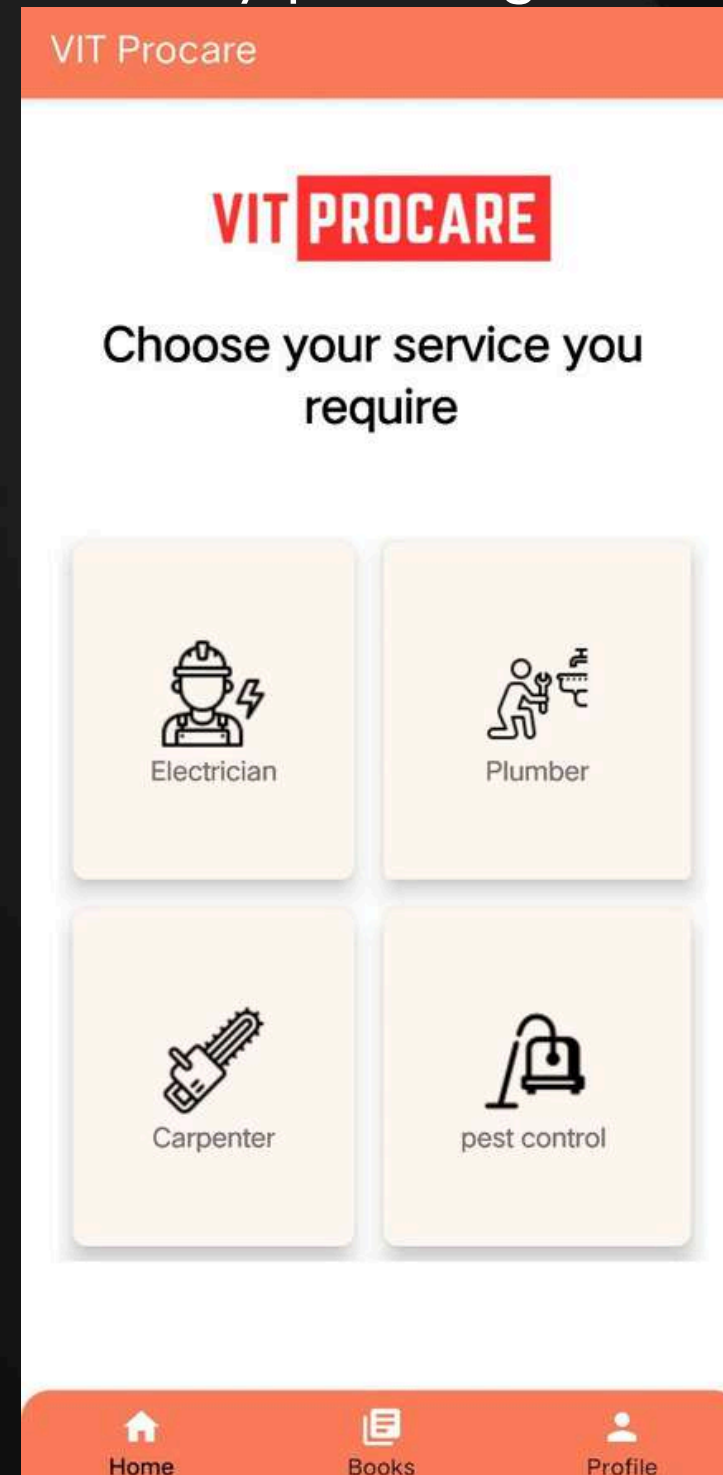 VIT Procare
VIT PROCARE
Choose your service you
require
Electrician
Plumber
Carpenter
pest control
Home
Books
Profile